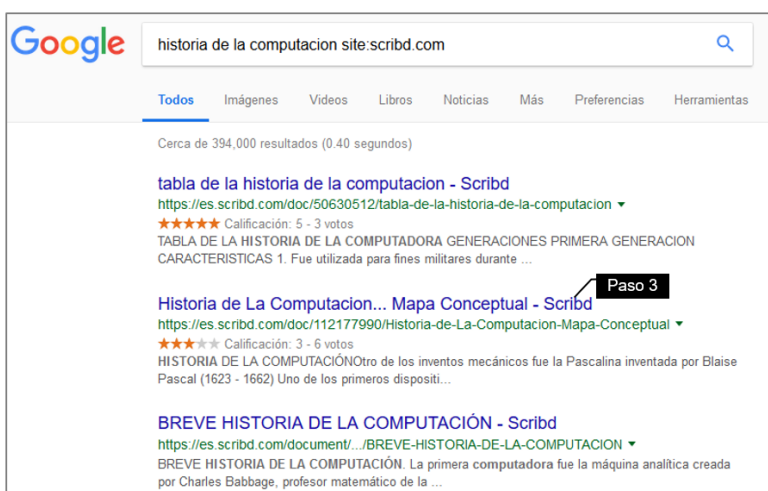 Google
historia de la computacion site:scribd.com
Todos Imágenes Videos Libros Noticias Más Preferencias Herramientas
Cerca de 394,000 resultados (0.40 segundos)
tabla de la historia de la computacion - Scribd
https://es.scribd.com/doc/50630512/tabla-de-la-historia-de-la-computacion
Calificación: 5 - 3 votos
TABLA DE LA HISTORIA DE LA COMPUTADORA GENERACIONES PRIMERA GENERACION
CARACTERISTICAS 1. Fue utilizada para fines militares durante ...
Paso 3
Historia de La Computacion... Mapa Conceptual - Scribd
https://es.scribd.com/doc/112177990/Historia-de-La-Computacion-Mapa-Conceptual
Calificación: 3 - 6 votos
HISTORIA DE LA COMPUTACIÓNOtro de los inventos mecánicos fue la Pascalina inventada por Blaise
Pascal (1623 - 1662) Uno de los primeros dispositi...
BREVE HISTORIA DE LA COMPUTACIÓN - Scribd
https://es.scribd.com/document/.../BREVE-HISTORIA-DE-LA-COMPUTACION
BREVE HISTORIA DE LA COMPUTACIÓN. La primera computadora fue la máquina analítica creada
por Charles Babbage, profesor matemático de la ...